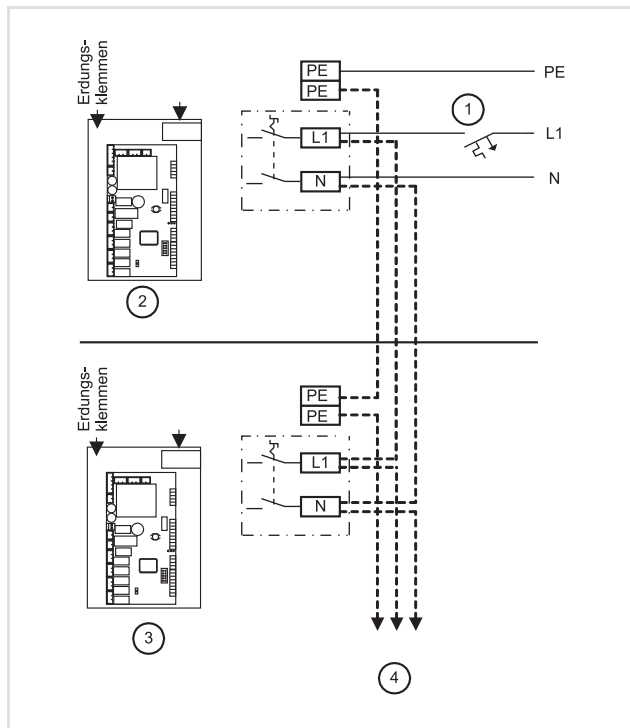 Erdungs-
klemmen
PE
PE
PE
1
L1
L1
N
N
2
Erdungs-
klemmen
PE
PE
L1
N
3
4